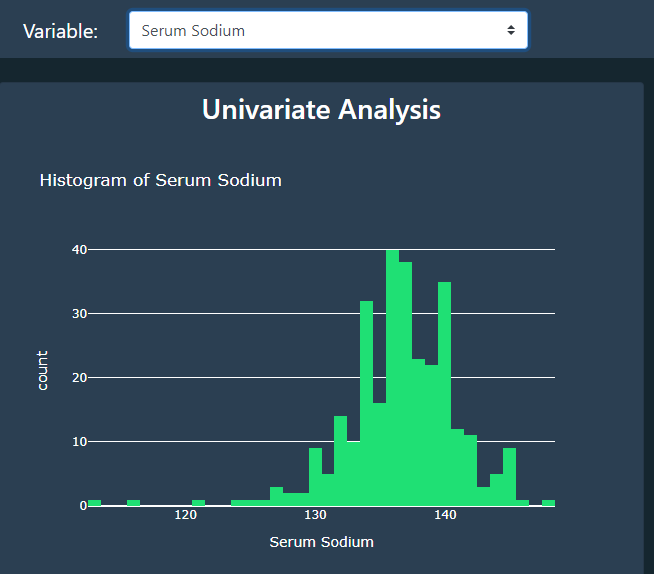 Variable:
Serum Sodium
Univariate Analysis
Histogram of Serum Sodium
40
30
20
10
0
count
120
130
140
Serum Sodium